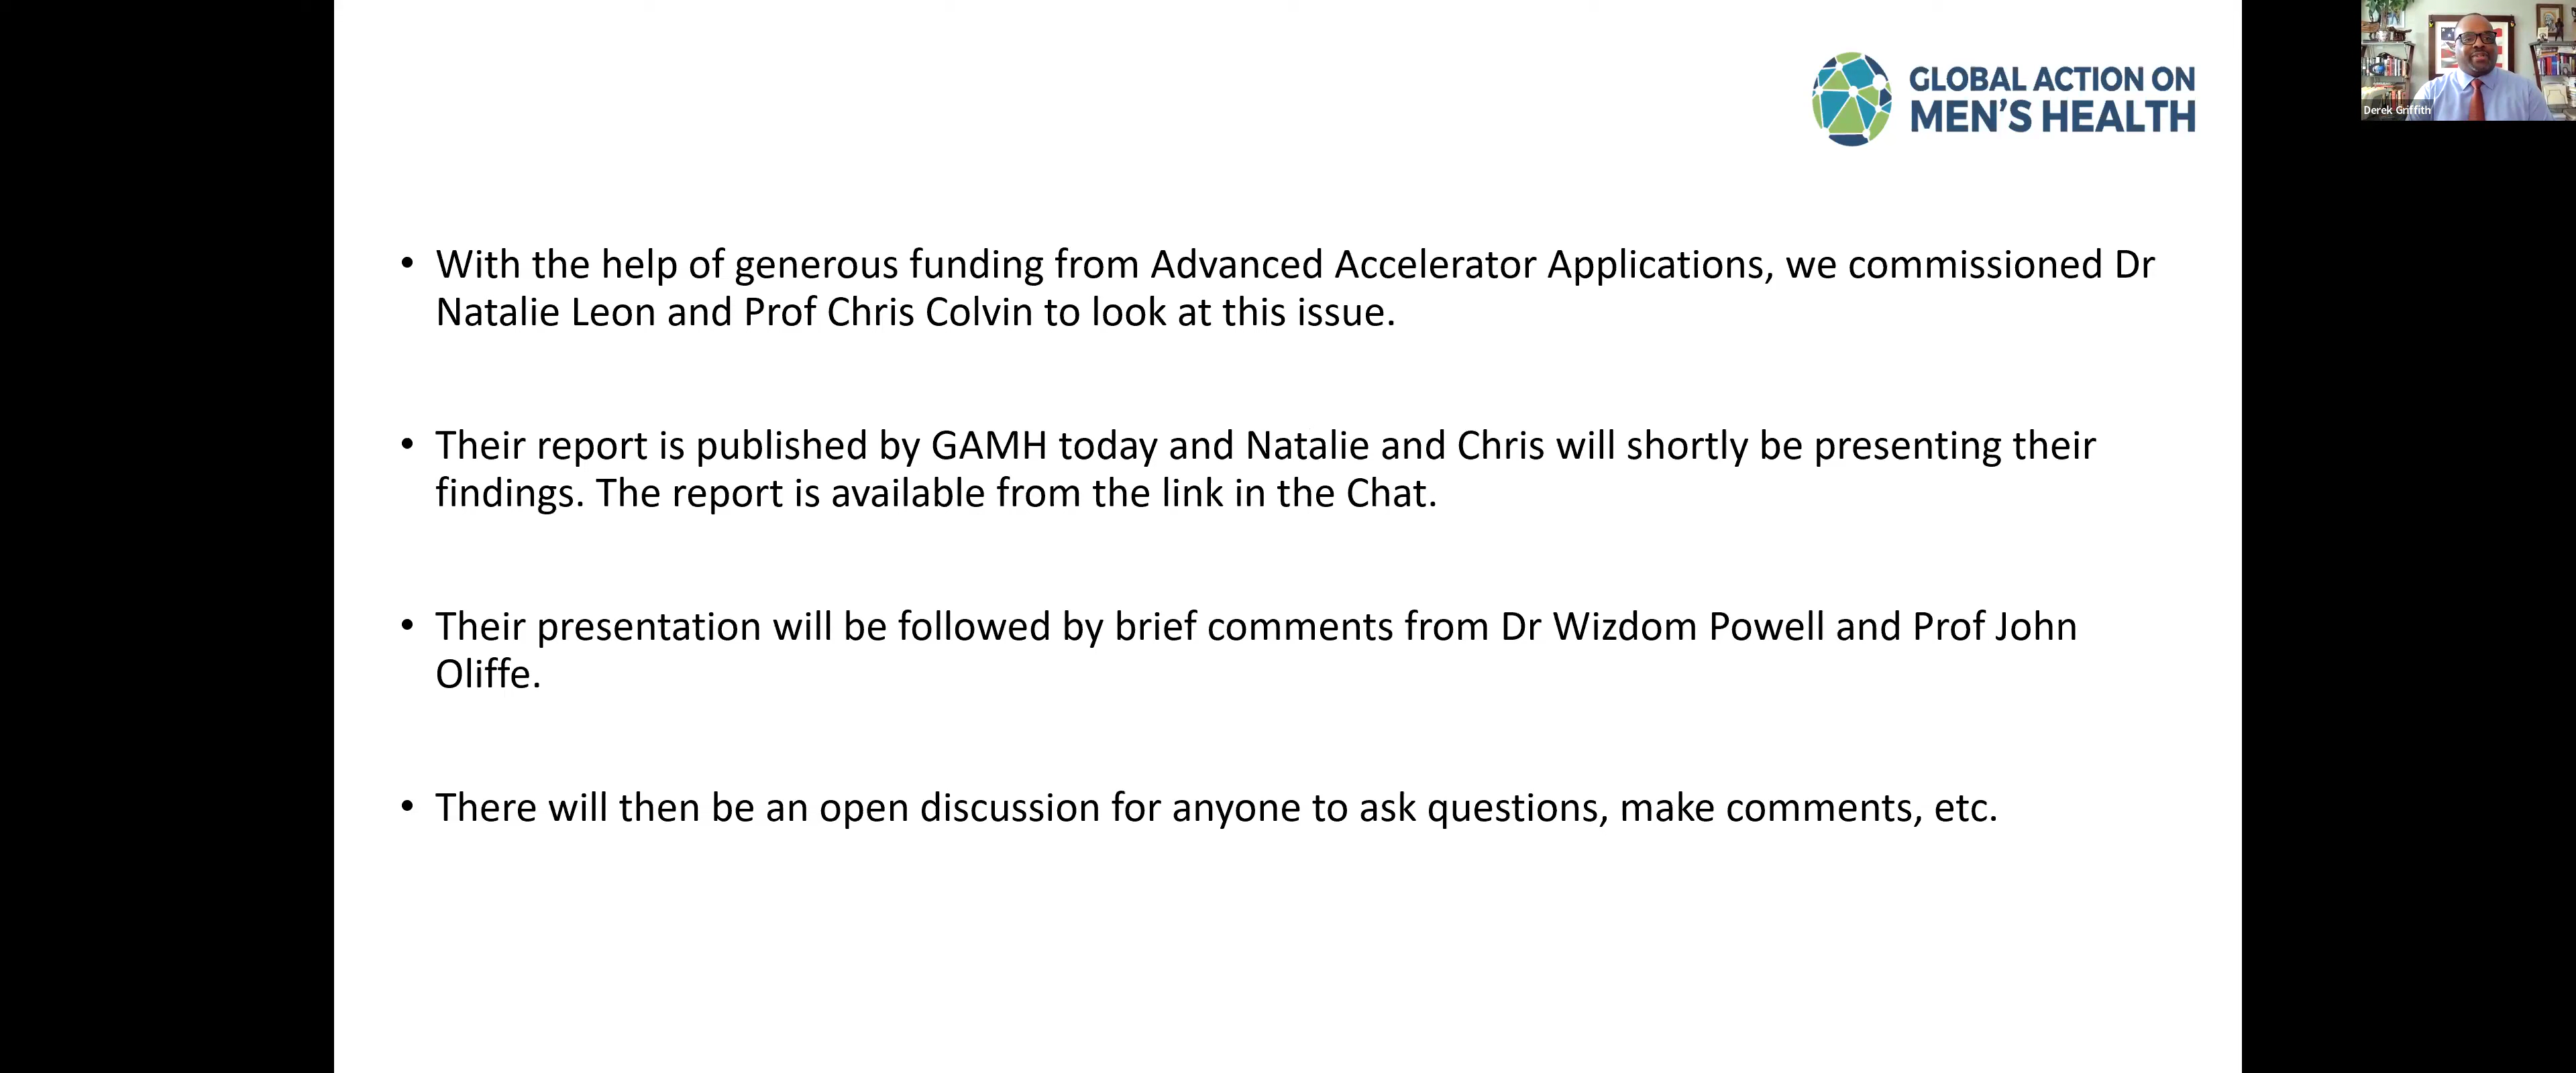 GLOBAL ACTION ON
MEN'S HEALTH
Derek Griffith
• With the help of generous funding from Advanced Accelerator Applications, we commissioned Dr
Natalie Leon and Prof Chris Colvin to look at this issue.
• Their report is published by GAMH today and Natalie and Chris will shortly be presenting their
findings. The report is available from the link in the Chat.
• Their presentation will be followed by brief comments from Dr Wizdom Powell and Prof John
Oliffe.
• There will then be an open discussion for anyone to ask questions, make comments, etc.